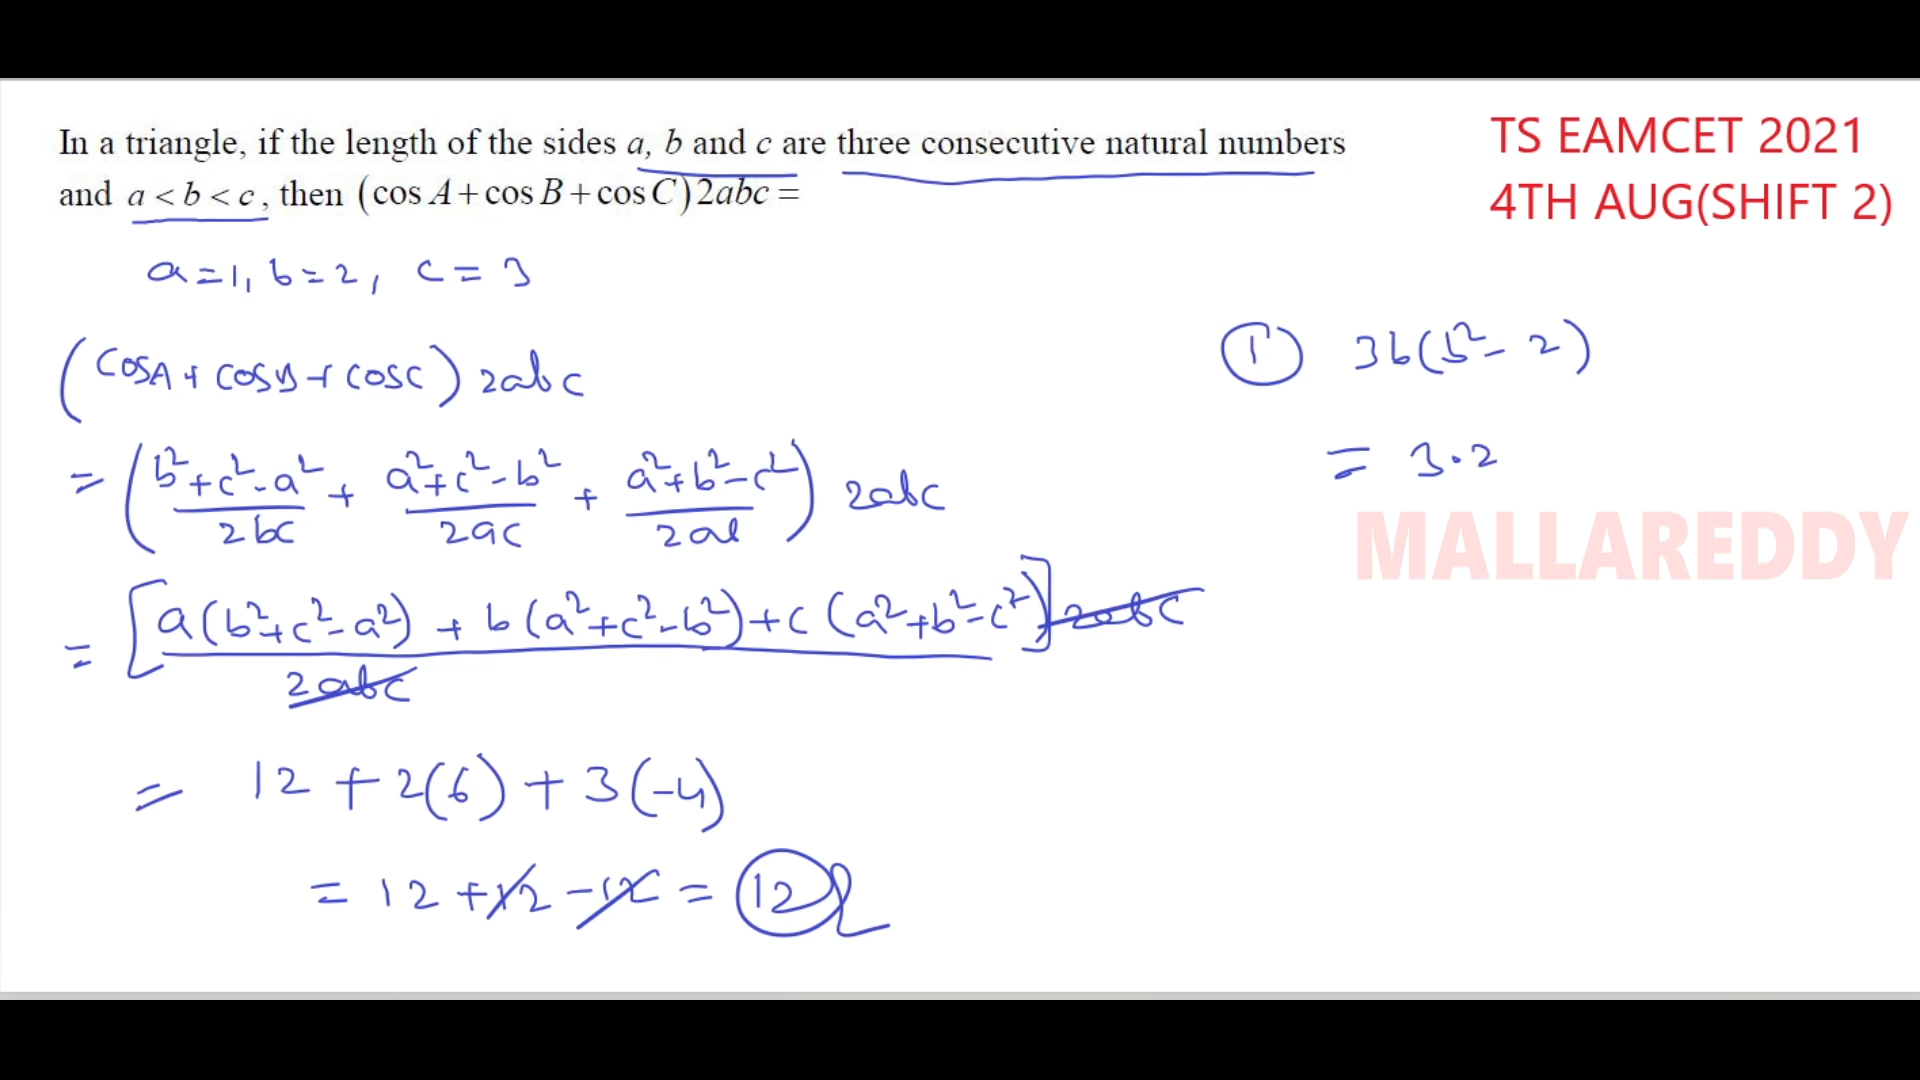 In a triangle, if the length of the sides a, b and c are three consecutive natural numbers
and a < b < c, then (cos A + cos B + cos C) 2abc =
TS EAMCET 2021
4TH AUG(SHIFT 2)
a = 1, b = 2, c = 3
(cosA + cosB + cosC) 2abc
= ( (b²+c²-a²)/2bc + (a²+c²-b²)/2ac + (a²+b²-c²)/2ab ) 2abc
= [ a(b²+c²-a²) + b(a²+c²-b²) + c(a²+b²-c²) ] 2abc
2abc
= 12 + 2(6) + 3(-4)
= 12 + 12 - 12 = 12
1 3b(b² - 2)
= 3.2
MALLAREDDY